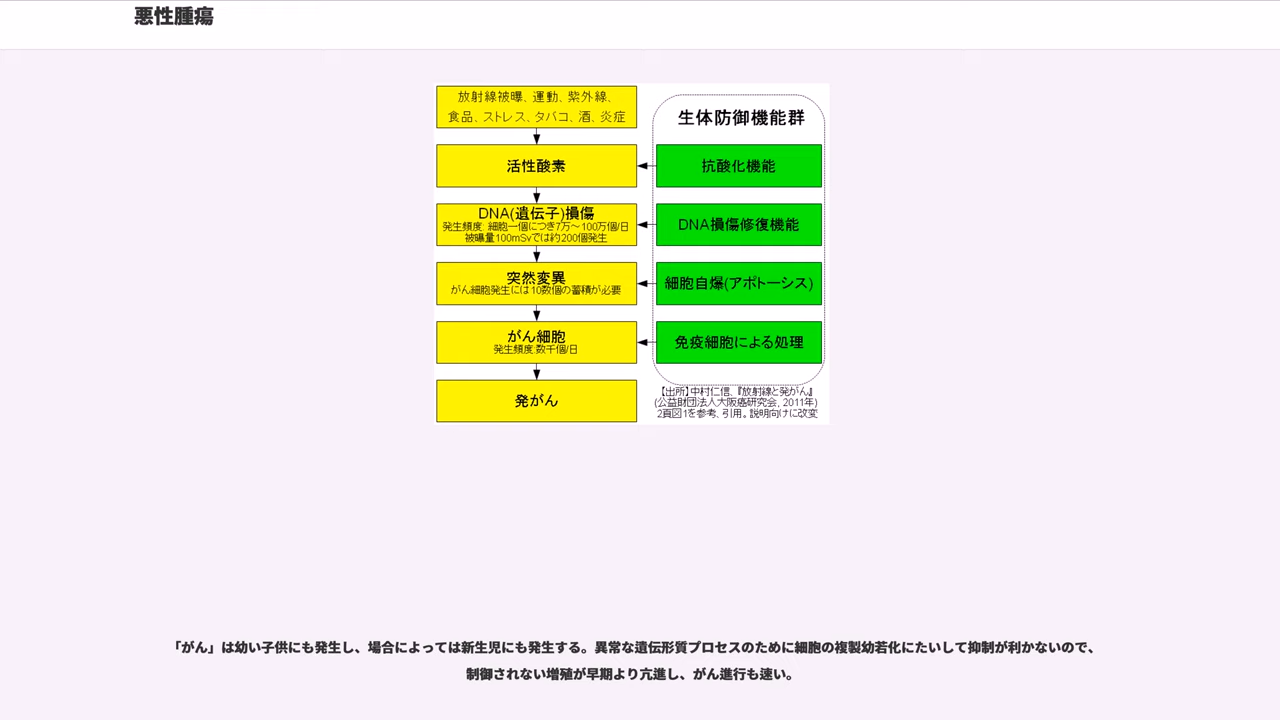 悪性腫瘍
放射線被曝、運動、紫外線、
食品、ストレス、タバコ、酒、炎症
生体防御機能群
活性酸素
抗酸化機能
DNA(遺伝子)損傷
発生頻度: 細胞一個につき7万～100万個/日
被曝量100mSvでは約200個発生
DNA損傷修復機能
突然変異
がん細胞発生には10数個の蓄積が必要
細胞自爆(アポトーシス)
がん細胞
発生頻度:数千個/日
免疫細胞による処理
発がん
【出所】中村仁信、『放射線と発がん』
(公益財団法人大阪癌研究会, 2011年)
2頁図1を参考、引用。説明向けに改変
「がん」は幼い子供にも発生し、場合によっては新生児にも発生する。異常な遺伝形質プロセスのために細胞の複製幼若化にたいして抑制が利かないので、
制御されない増殖が早期より亢進し、がん進行も速い。